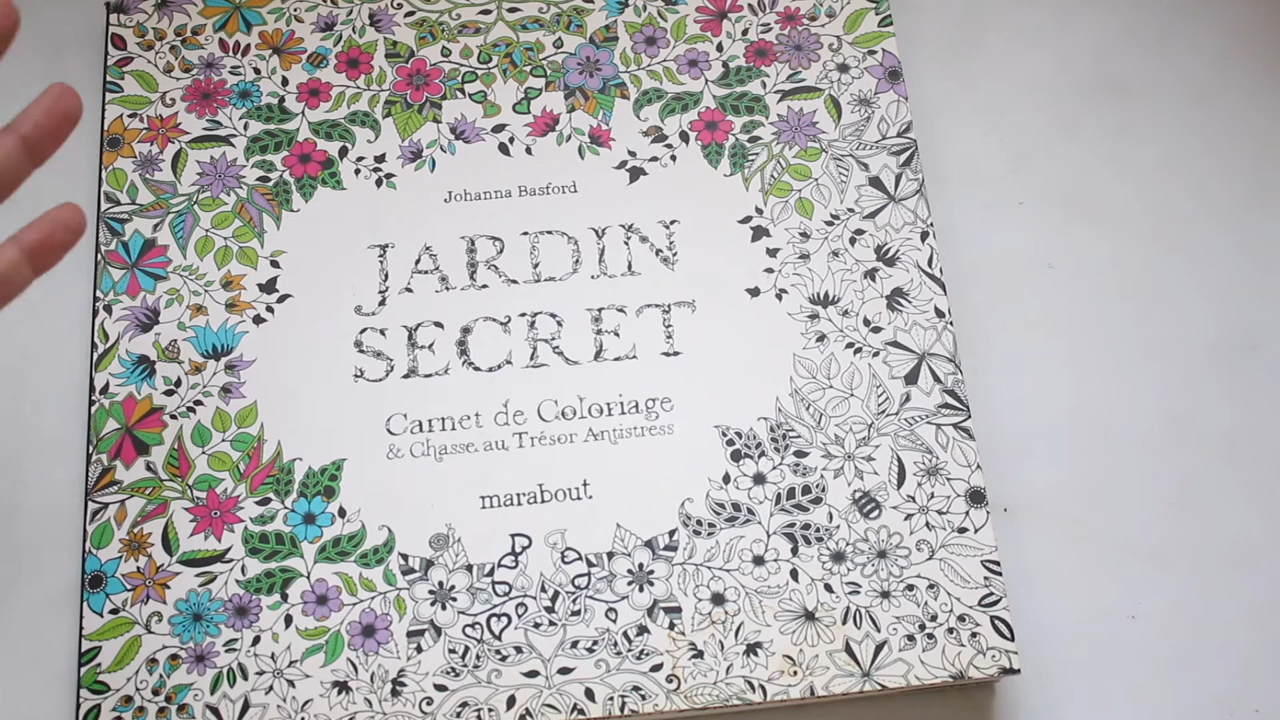 Johanna Basford
JARDIN
SECRET
Carnet de Coloriage
& Chasse au Trésor Antistress
marabout